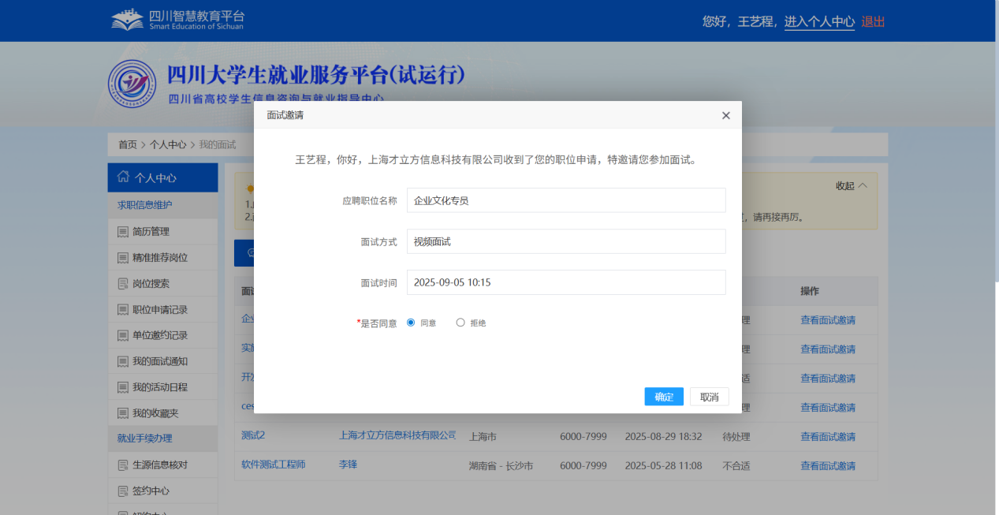 四川智慧教育平台
Smart Education of Sichuan
您好，王艺程，进入个人中心 退出
四川大学生就业服务平台(试运行)
四川省高校学生信息咨询与就业指导中心
面试邀请
首页 > 个人中心 > 我的面试
王艺程，你好，上海才立方信息科技有限公司收到了您的职位申请，特邀请您参加面试。
个人中心
收起
求职信息维护
应聘职位名称 企业文化专员
1.
2.
请再接再厉。
简历管理
面试方式 视频面试
精准推荐岗位
岗位搜索
面试时间 2025-09-05 10:15
操作
职位申请记录
*是否同意 同意 拒绝
理 查看面试邀请
单位邀约记录
实 理 查看面试邀请
我的面试通知
开 适 查看面试邀请
我的活动日程
确定 取消
ces 理 查看面试邀请
我的收藏夹
就业手续办理
测试2 上海才立方信息科技有限公司 上海市 6000-7999 2025-08-29 18:32 待处理 查看面试邀请
生源信息核对
软件测试工程师 李锋 湖南省 - 长沙市 6000-7999 2025-05-28 11:08 不合适 查看面试邀请
签约中心